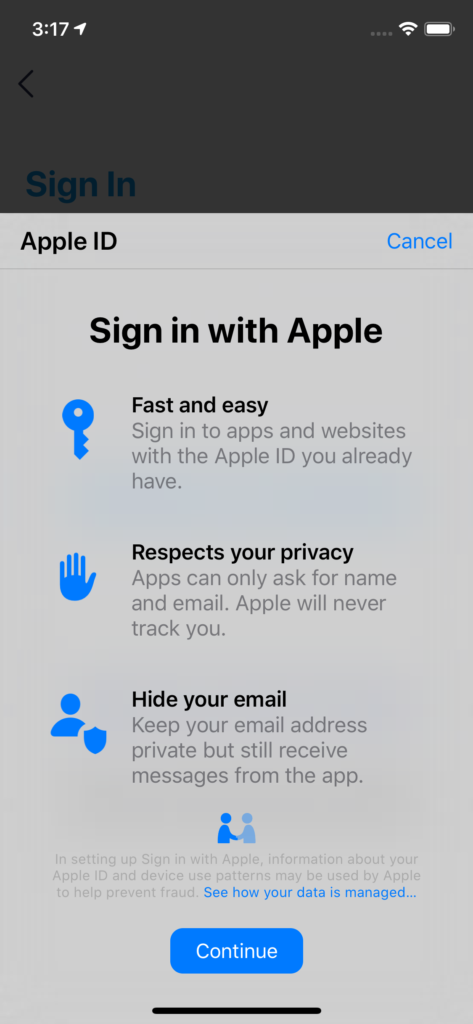 3:17
Sign In
Apple ID
Cancel
Sign in with Apple
Fast and easy
Sign in to apps and websites
with the Apple ID you already
have.
Respects your privacy
Apps can only ask for name
and email. Apple will never
track you.
Hide your email
Keep your email address
private but still receive
messages from the app.
In setting up Sign in with Apple, information about your
Apple ID and device use patterns may be used by Apple
to help prevent fraud. See how your data is managed...
Continue